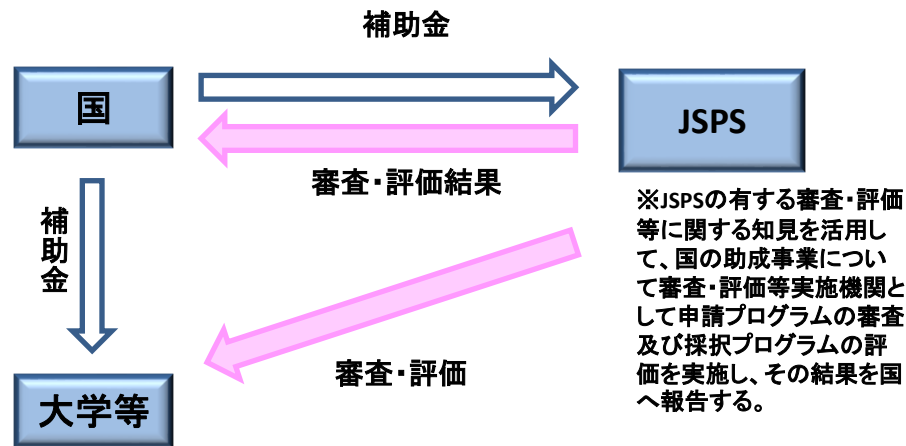 補助金
国
JSPS
審査・評価結果
補助金
※JSPSの有する審査・評価
等に関する知見を活用し
て、国の助成事業につい
て審査・評価等実施機関と
して申請プログラムの審査
及び採択プログラムの評
価を実施し、その結果を国
へ報告する。
審査・評価
大学等